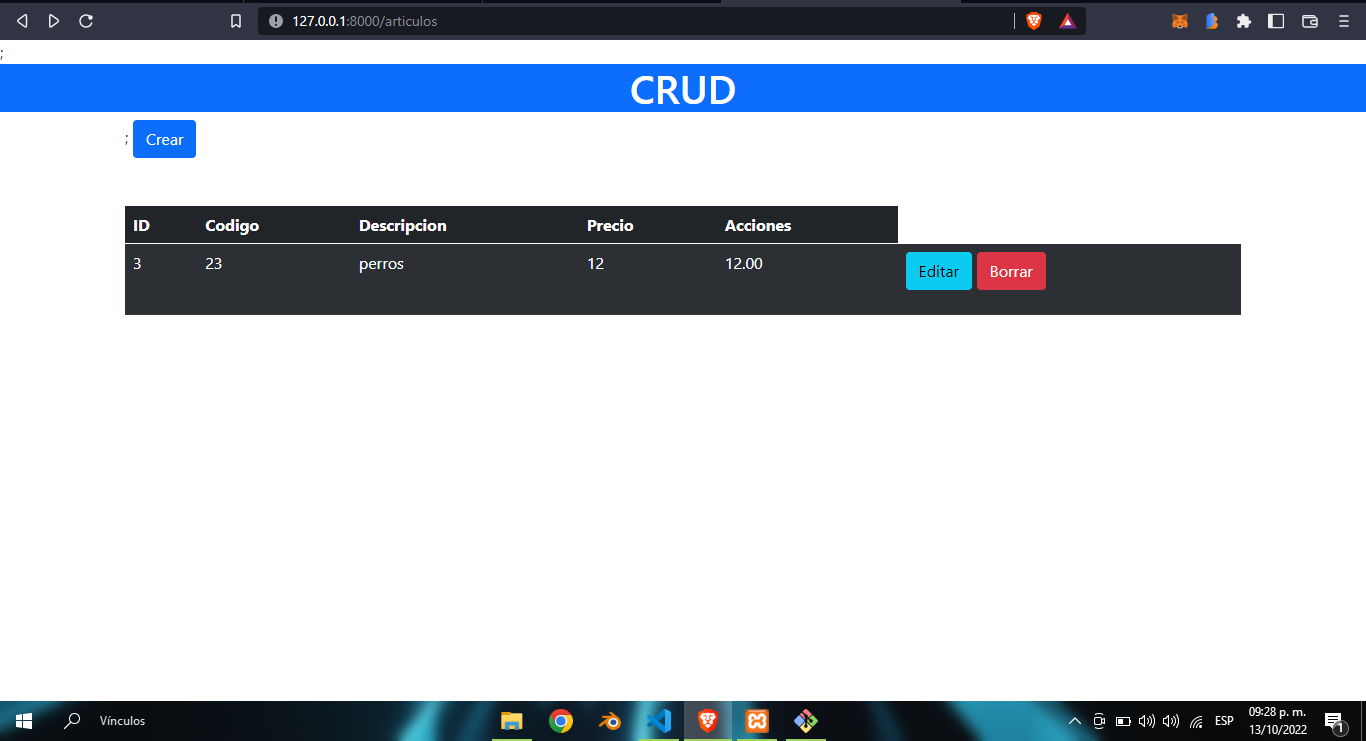 127.0.0.1:8000/articulos
;
CRUD
; Crear
ID Codigo Descripcion Precio Acciones
3 23 perros 12 12.00 Editar Borrar
Vínculos
ESP
09:28 p. m.
13/10/2022
1